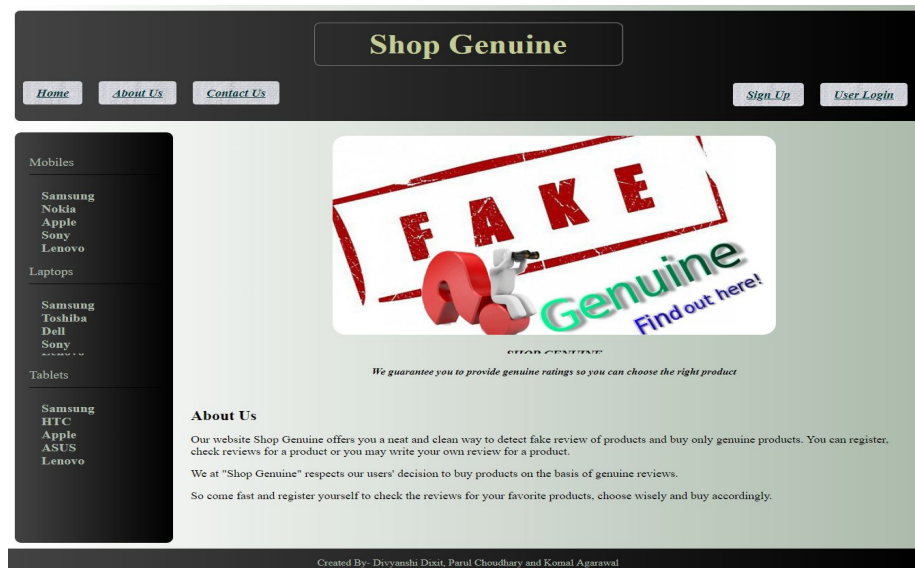 Shop Genuine
Home About Us Contact Us Sign Up User Login
Mobiles
Samsung
Nokia
Apple
Sony
Lenovo
Laptops
Samsung
Toshiba
Dell
Sony
Lenovo
Tablets
Samsung
HTC
Apple
ASUS
Lenovo
FAKE
Genuine
Find out here!
SHOP GENUINE
We guarantee you to provide genuine ratings so you can choose the right product
About Us
Our website Shop Genuine offers you a neat and clean way to detect fake review of products and buy only genuine products. You can register,
check reviews for a product or you may write your own review for a product.
We at "Shop Genuine" respects our users' decision to buy products on the basis of genuine reviews.
So come fast and register yourself to check the reviews for your favorite products, choose wisely and buy accordingly.
Created By- Divyanshi Dixit, Parul Choudhary and Komal Agarawal